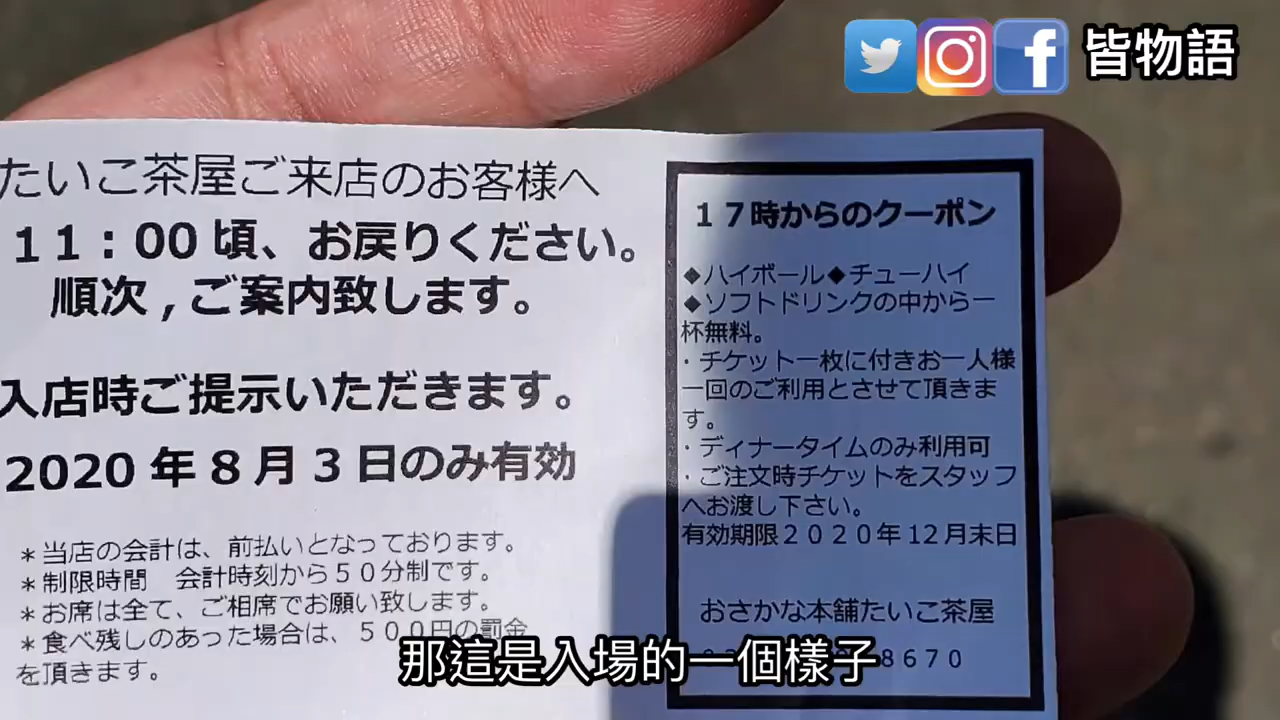 皆物語
たいこ茶屋ご来店のお客様へ
11：00頃、お戻りください。
順次，ご案内致します。
入店時ご提示いただきます。
2020年8月3日のみ有効
＊当店の会計は、前払いとなっております。
＊制限時間　会計時刻から５０分制です。
＊お席は全て、ご相席でお願い致します。
＊食べ残しのあった場合は、５００円の罰金
を頂きます。
１７時からのクーポン
◆ハイボール◆チューハイ
◆ソフトドリンクの中から一
杯無料。
・チケット一枚に付きお一人様
一回のご利用とさせて頂きま
す。
・ディナータイムのみ利用可
・ご注文時チケットをスタッフ
へお渡し下さい。
有効期限２０２０年12月末日
おさかな本舗たいこ茶屋
8670
那這是入場的一個樣子